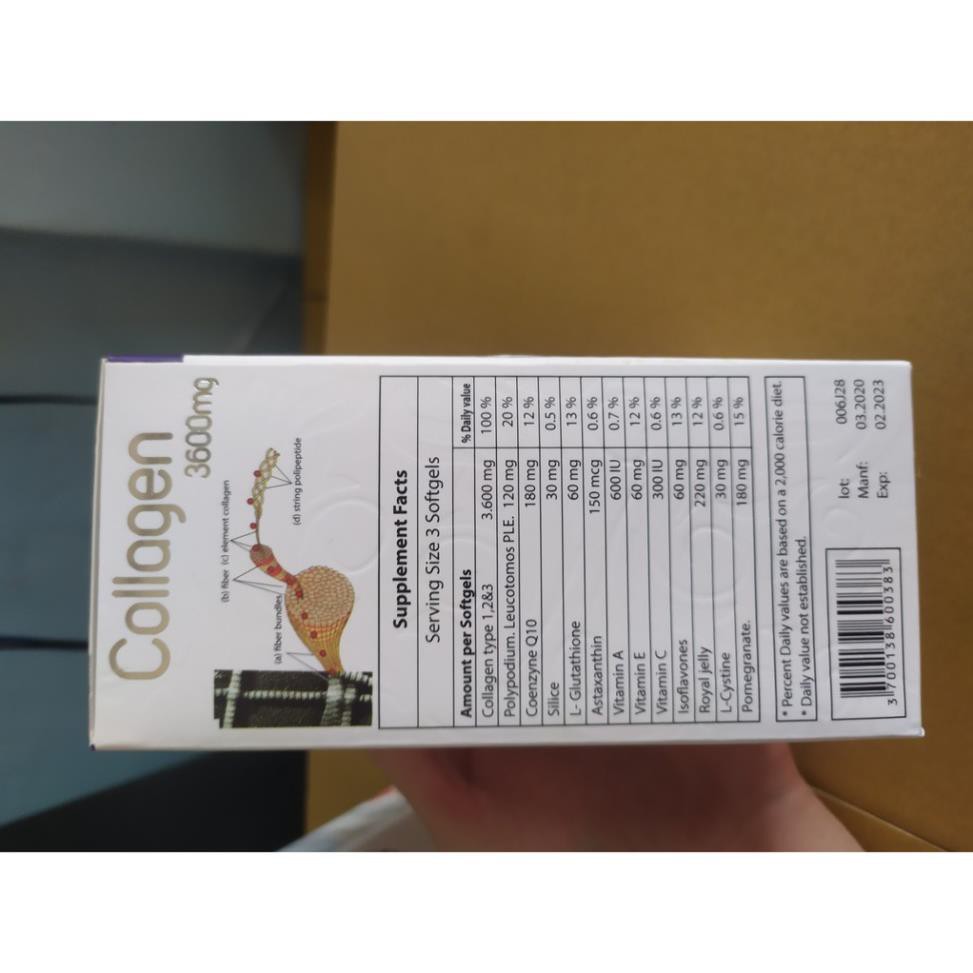 Collagen
3600mg
(b) fiber (c) element collagen
(a) fiber bundles
(d) string polipeptide
Supplement Facts
Serving Size 3 Softgels
Amount per Softgels % Daily value
Collagen type 1,2&3 3.600 mg 100 %
Polypodium. Leucotomos PLE. 120 mg 20 %
Coenzyme Q10 180 mg 12 %
Silice 30 mg 0.5 %
L- Glutathione 60 mg 13 %
Astaxanthin 150 mcg 0.6 %
Vitamin A 600 IU 0.7 %
Vitamin E 60 mg 12 %
Vitamin C 300 IU 0.6 %
Isoflavones 60 mg 13 %
Royal jelly 220 mg 12 %
L-Cystine 30 mg 0.6 %
Pomegranate. 180 mg 15 %
* Percent Daily values are based on a 2,000 calorie diet.
* Daily value not established.
lot: 006J28
Manf: 03.2020
Exp: 02.2023
3 700138 600383